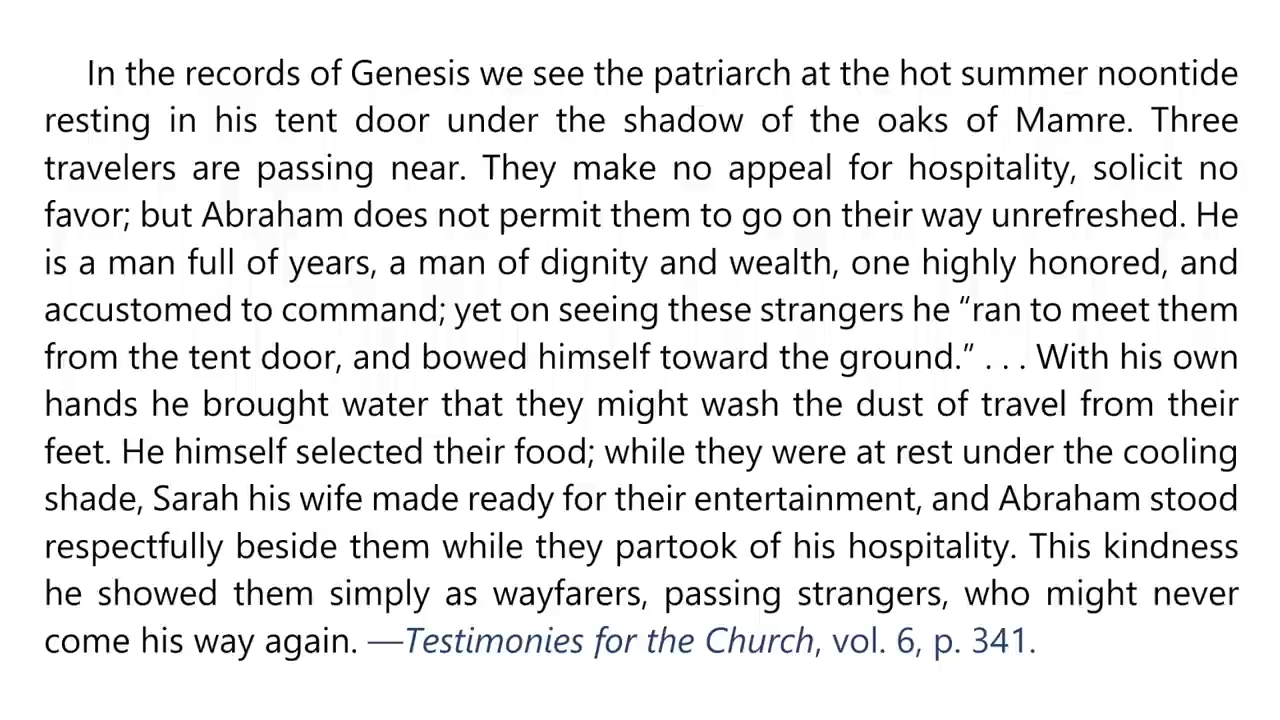 In the records of Genesis we see the patriarch at the hot summer noontide
resting in his tent door under the shadow of the oaks of Mamre. Three
travelers are passing near. They make no appeal for hospitality, solicit no
favor; but Abraham does not permit them to go on their way unrefreshed. He
is a man full of years, a man of dignity and wealth, one highly honored, and
accustomed to command; yet on seeing these strangers he “ran to meet them
from the tent door, and bowed himself toward the ground.” . . . With his own
hands he brought water that they might wash the dust of travel from their
feet. He himself selected their food; while they were at rest under the cooling
shade, Sarah his wife made ready for their entertainment, and Abraham stood
respectfully beside them while they partook of his hospitality. This kindness
he showed them simply as wayfarers, passing strangers, who might never
come his way again. —Testimonies for the Church, vol. 6, p. 341.